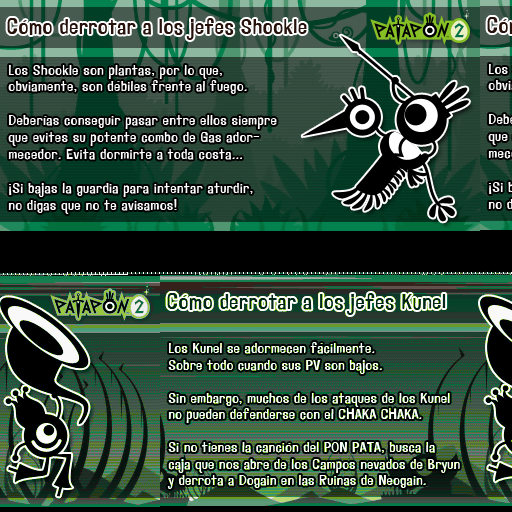 Cómo derrotar a los jefes Shookle
PATAPON 2
Los Shookle son plantas, por lo que,
obviamente, son débiles frente al fuego.
Deberías conseguir pasar entre ellos siempre
que evites su potente combo de Gas ador-
mecedor. Evita dormirte a toda costa...
¡Si bajas la guardia para intentar aturdir,
no digas que no te avisamos!
Có
Los
obvi
Debe
que
mece
¡Si b
no d
PATAPON 2
Cómo derrotar a los jefes Kunel
Los Kunel se adormecen fácilmente.
Sobre todo cuando sus PV son bajos.
Sin embargo, muchos de los ataques de los Kunel
no pueden defenderse con el CHAKA CHAKA.
Si no tienes la canción del PON PATA, busca la
caja que nos abre de los Campos nevados de Bryun
y derrota a Dogain en las Ruinas de Neogain.